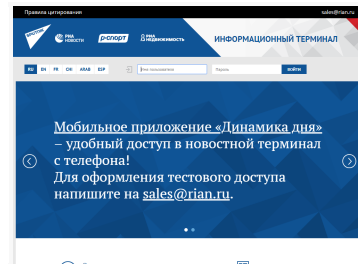 Правила цитирования
sales@rian.ru
SPUTNIK
РИА НОВОСТИ
Р-СПОРТ
РИА НЕДВИЖИМОСТЬ
ИНФОРМАЦИОННЫЙ ТЕРМИНАЛ
RU EN FR CHI ARAB ESP
Имя пользователя
Пароль
ВОЙТИ
Мобильное приложение «Динамика дня»
– удобный доступ в новостной терминал
с телефона!
Для оформления тестового доступа
напишите на sales@rian.ru.